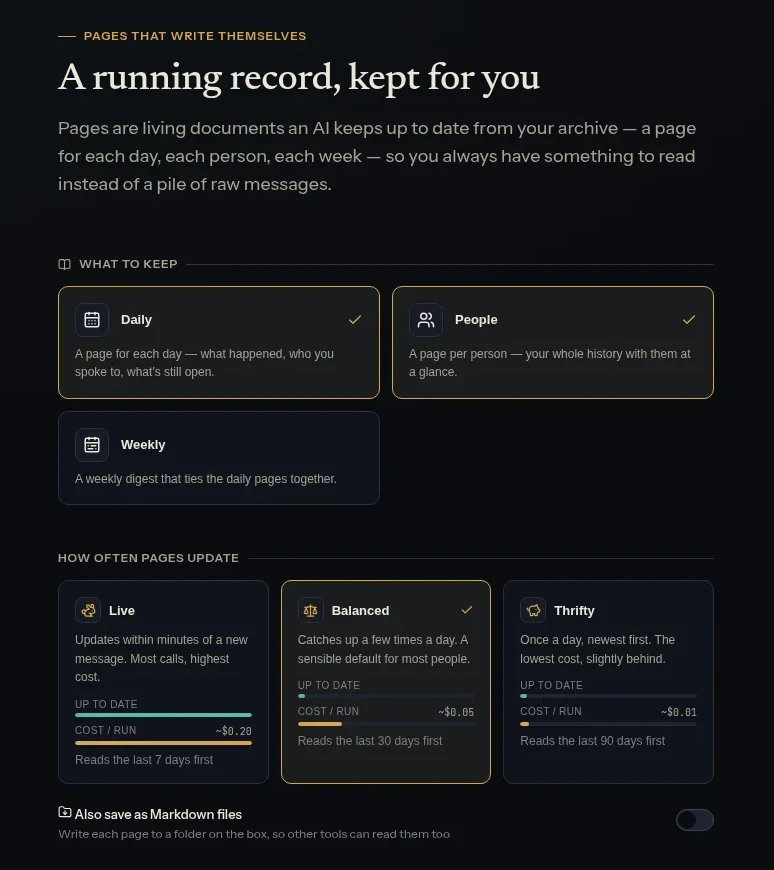 PAGES THAT WRITE THEMSELVES
A running record, kept for you
Pages are living documents an AI keeps up to date from your archive — a page
for each day, each person, each week — so you always have something to read
instead of a pile of raw messages.
WHAT TO KEEP
Daily
A page for each day — what happened, who you
spoke to, what's still open.
People
A page per person — your whole history with them at
a glance.
Weekly
A weekly digest that ties the daily pages together.
HOW OFTEN PAGES UPDATE
Live
Updates within minutes of a new
message. Most calls, highest
cost.
UP TO DATE
COST / RUN ~$0.20
Reads the last 7 days first
Balanced
Catches up a few times a day. A
sensible default for most people.
UP TO DATE
COST / RUN ~$0.05
Reads the last 30 days first
Thrifty
Once a day, newest first. The
lowest cost, slightly behind.
UP TO DATE
COST / RUN ~$0.01
Reads the last 90 days first
Also save as Markdown files
Write each page to a folder on the box, so other tools can read them too